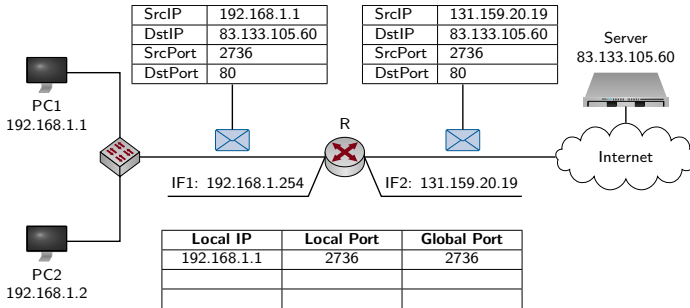 SrcIP 192.168.1.1
DstIP 83.133.105.60
SrcPort 2736
DstPort 80
SrcIP 131.159.20.19
DstIP 83.133.105.60
SrcPort 2736
DstPort 80
Server
83.133.105.60
PC1
192.168.1.1
R
Internet
IF1: 192.168.1.254
IF2: 131.159.20.19
PC2
192.168.1.2
Local IP Local Port Global Port
192.168.1.1 2736 2736